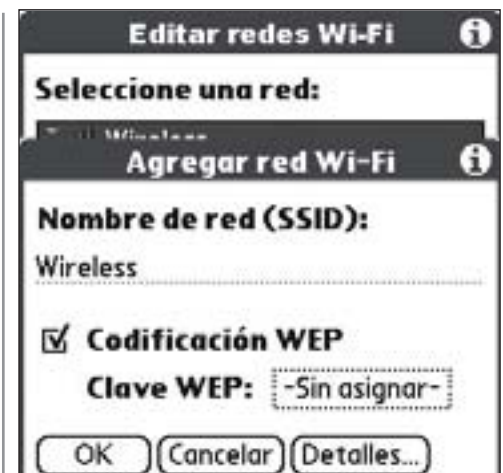 Editar redes Wi-Fi
Seleccione una red:
Wireless
Agregar red Wi-Fi
Nombre de red (SSID):
Wireless
Codificación WEP
Clave WEP: -Sin asignar-
OK Cancelar Detalles...